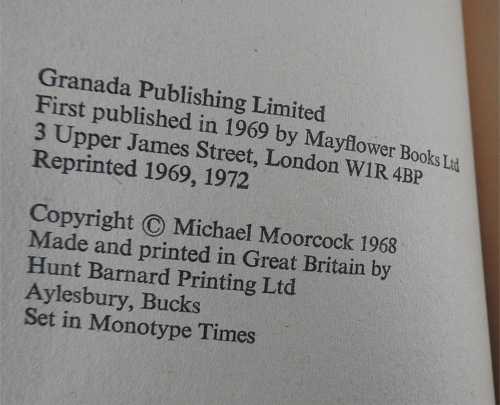 Granada Publishing Limited
First published in 1969 by Mayflower Books Ltd
3 Upper James Street, London W1R 4BP
Reprinted 1969, 1972
Copyright © Michael Moorcock 1968
Made and printed in Great Britain by
Hunt Barnard Printing Ltd
Aylesbury, Bucks
Set in Monotype Times